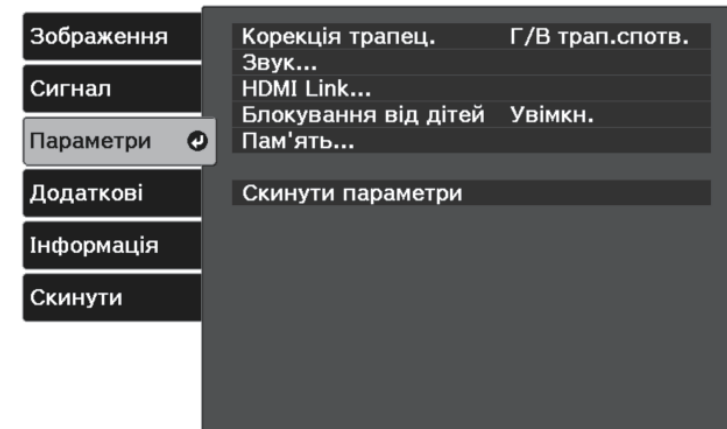 Зображення
Сигнал
Параметри
Додаткові
Інформація
Скинути
Корекція трапец. Г/В трап.спотв.
Звук...
HDMI Link...
Блокування від дітей Увімкн.
Пам'ять...
Скинути параметри